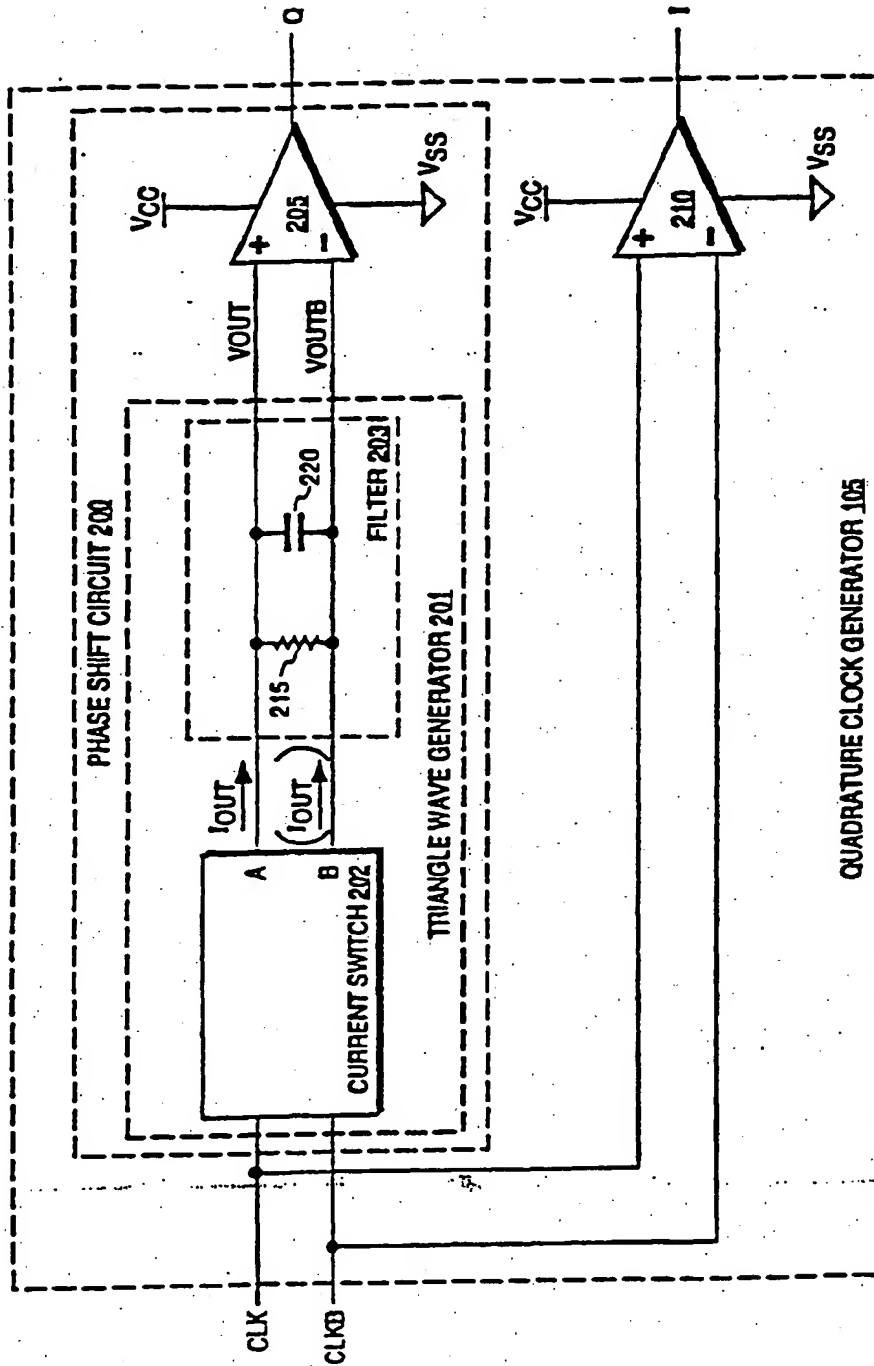 PHASE SHIFT CIRCUIT 200
TRIANGLE WAVE GENERATOR 201
CLK
CLKB
CURRENT SWITCH 202
A
B
IOUT
(IOUT)
215
220
FILTER 203
VOUT
VOUTB
VCC
+
205
−
VSS
Q
VCC
+
210
−
VSS
I
QUADRATURE CLOCK GENERATOR 105